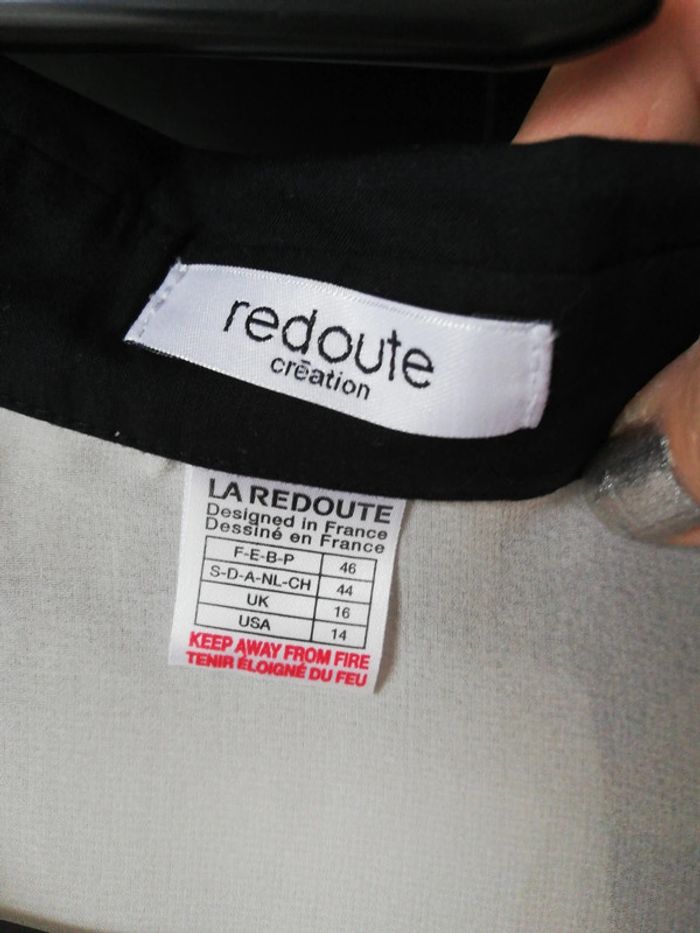 redoute
crēation
LA REDOUTE
Designed in France
Dessiné en France
F-E-B-P 46
S-D-A-NL-CH 44
UK 16
USA 14
KEEP AWAY FROM FIRE
TENIR ÉLOIGNÉ DU FEU